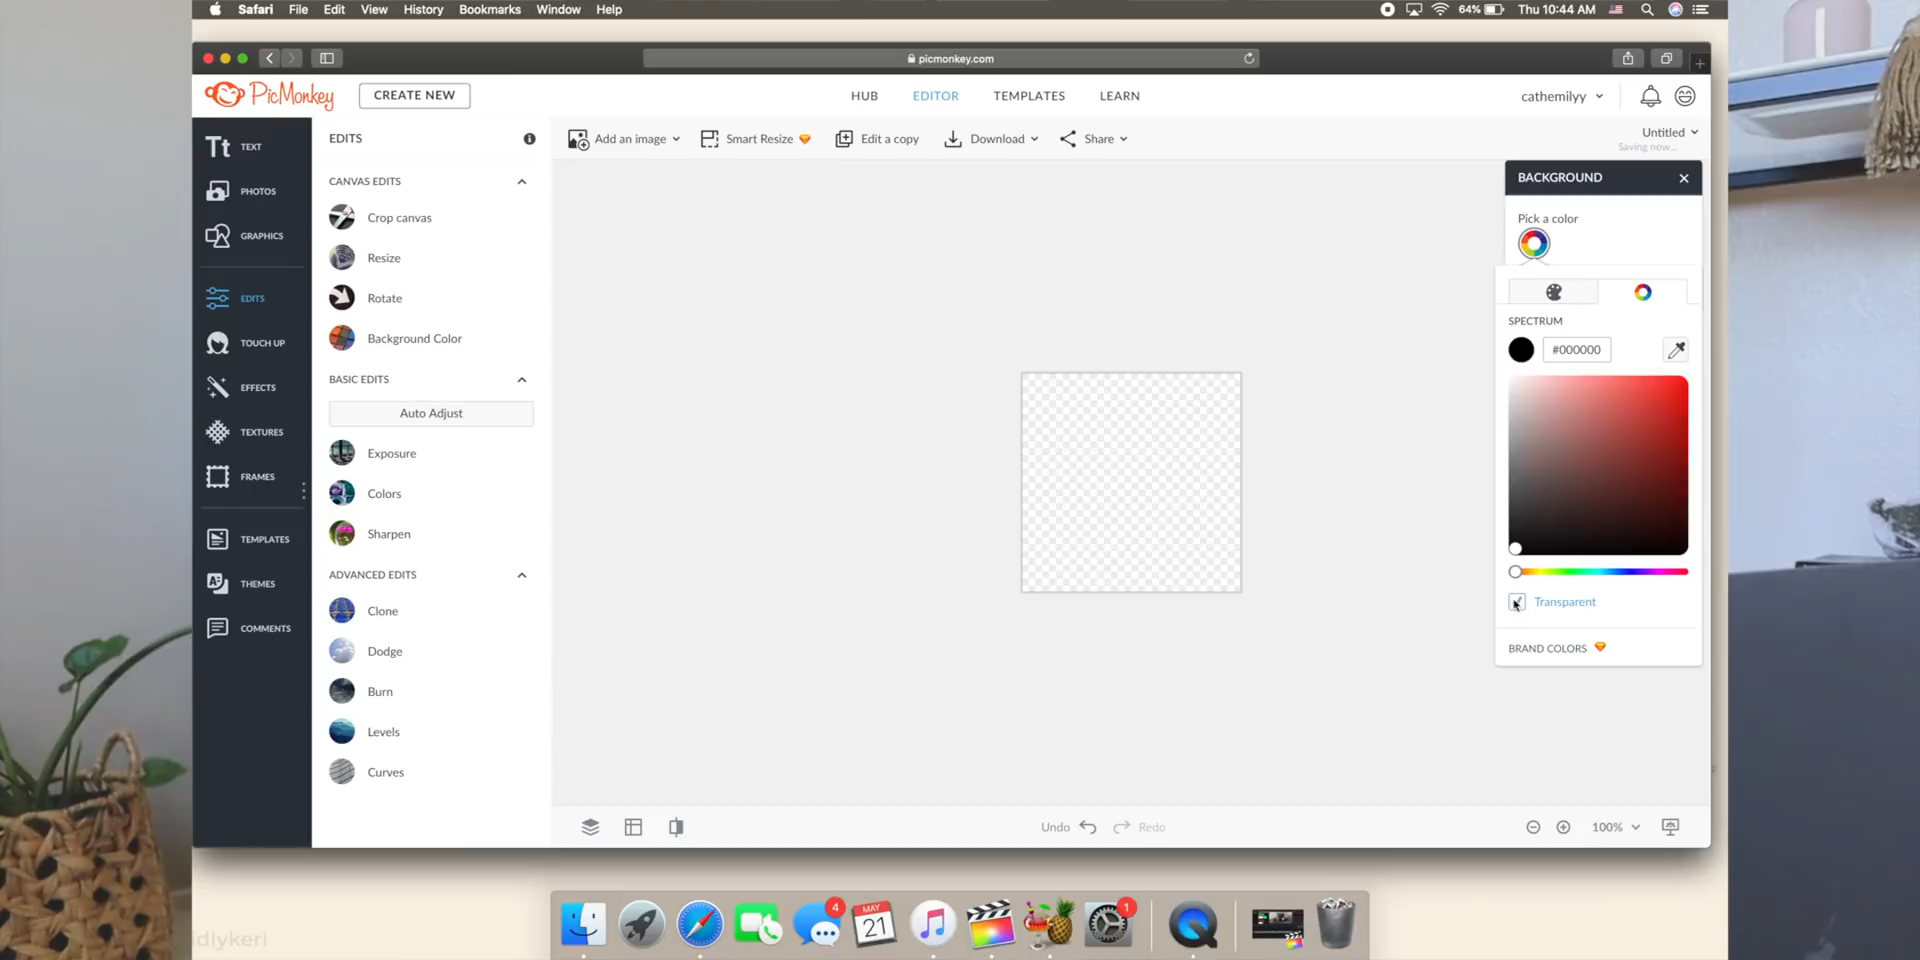 Safari File Edit View History Bookmarks Window Help
64% Thu 10:44 AM
picmonkey.com
PicMonkey
CREATE NEW
HUB EDITOR TEMPLATES LEARN
cathemilyy
Tt TEXT
PHOTOS
GRAPHICS
EDITS
TOUCH UP
EFFECTS
TEXTURES
FRAMES
TEMPLATES
THEMES
COMMENTS
EDITS
CANVAS EDITS
Crop canvas
Resize
Rotate
Background Color
BASIC EDITS
Auto Adjust
Exposure
Colors
Sharpen
ADVANCED EDITS
Clone
Dodge
Burn
Levels
Curves
Add an image Smart Resize Edit a copy Download Share
Untitled
Saving now...
BACKGROUND
Pick a color
SPECTRUM
#000000
Transparent
BRAND COLORS
Undo Redo
100%
4
MAY
21
1
idlykeri